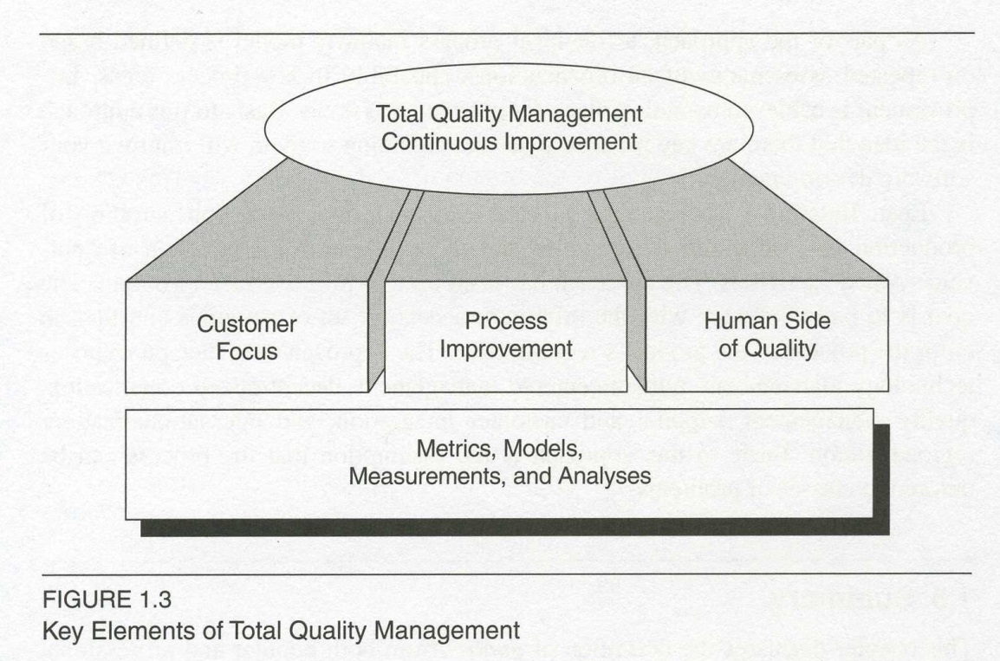 Total Quality Management
Continuous Improvement
Customer
Focus
Process
Improvement
Human Side
of Quality
Metrics, Models,
Measurements, and Analyses
FIGURE 1.3
Key Elements of Total Quality Management